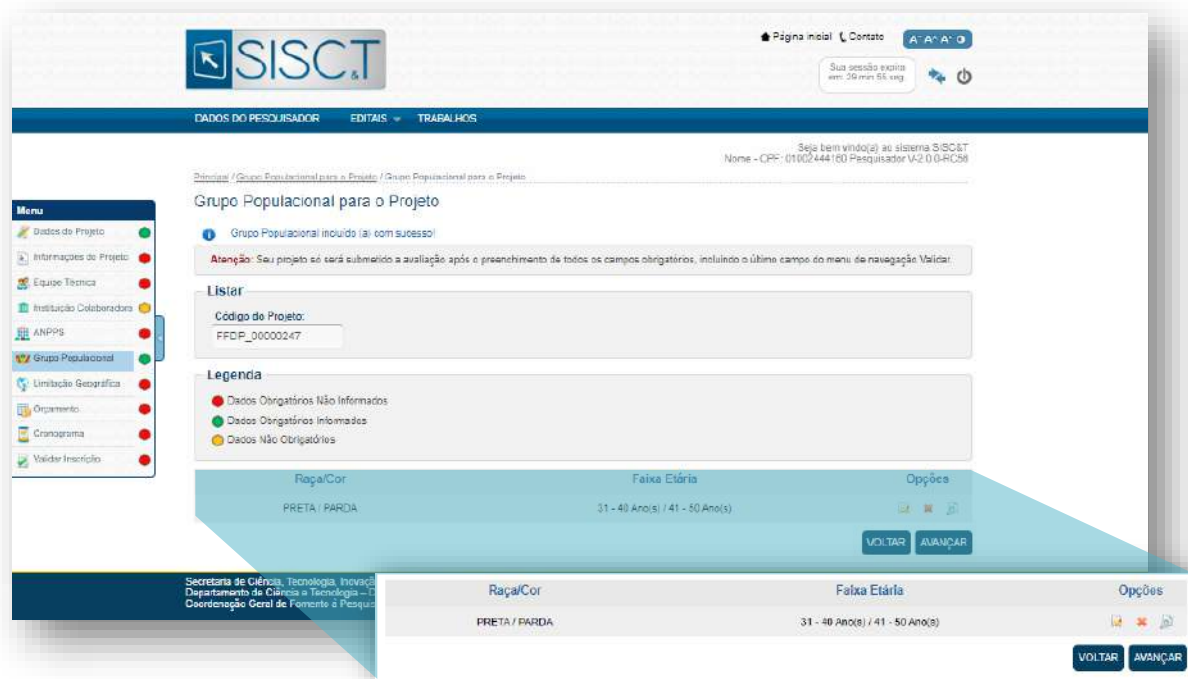 SISC&T
Página inicial Contato A- A^ A+
Sua sessão expira
em: 29 min 55 seg.
DADOS DO PESQUISADOR EDITAIS TRABALHOS
Seja bem vindo(a) ao sistema SISC&T
Nome - CPF: 01002444160 Pesquisador V-2.0.0-RC58
Principal / Grupo Populacional para o Projeto / Grupo Populacional para o Projeto
Grupo Populacional para o Projeto
Grupo Populacional incluído (a) com sucesso!
Atenção: Seu projeto só será submetido a avaliação após o preenchimento de todos os campos obrigatórios, incluindo o último campo do menu de navegação Validar.
Menu
Dados do Projeto
Informações do Projeto
Equipe Técnica
Instituição Colaboradora
ANPPS
Grupo Populacional
Limitação Geográfica
Orçamento
Cronograma
Validar Inscrição
Listar
Código do Projeto:
FFDP_00000247
Legenda
Dados Obrigatórios Não Informados
Dados Obrigatórios Informados
Dados Não Obrigatórios
Raça/Cor Faixa Etária Opções
PRETA / PARDA 31 - 40 Ano(s) / 41 - 50 Ano(s)
VOLTAR AVANÇAR
Secretaria de Ciência, Tecnologia, Inovaçã
Departamento de Ciência e Tecnologia – D
Coordenação Geral de Fomento à Pesquis
Raça/Cor Faixa Etária Opções
PRETA / PARDA 31 - 40 Ano(s) / 41 - 50 Ano(s)
VOLTAR AVANÇAR